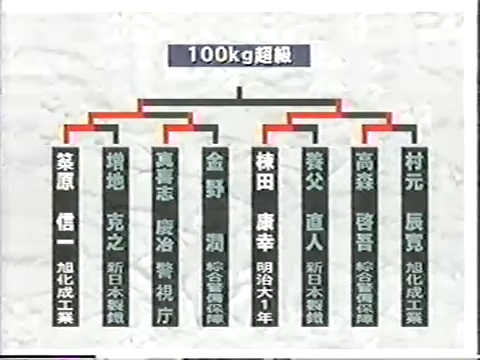 100kg超級
篠原 信一 旭化成工業
増地 克之 新日本製鐵
真喜志 慶治 警視庁
金野 潤 綜合警備保障
棟田 康幸 明治大1年
養父 直人 新日本製鐵
高森 啓吾 綜合警備保障
村元 辰寛 旭化成工業